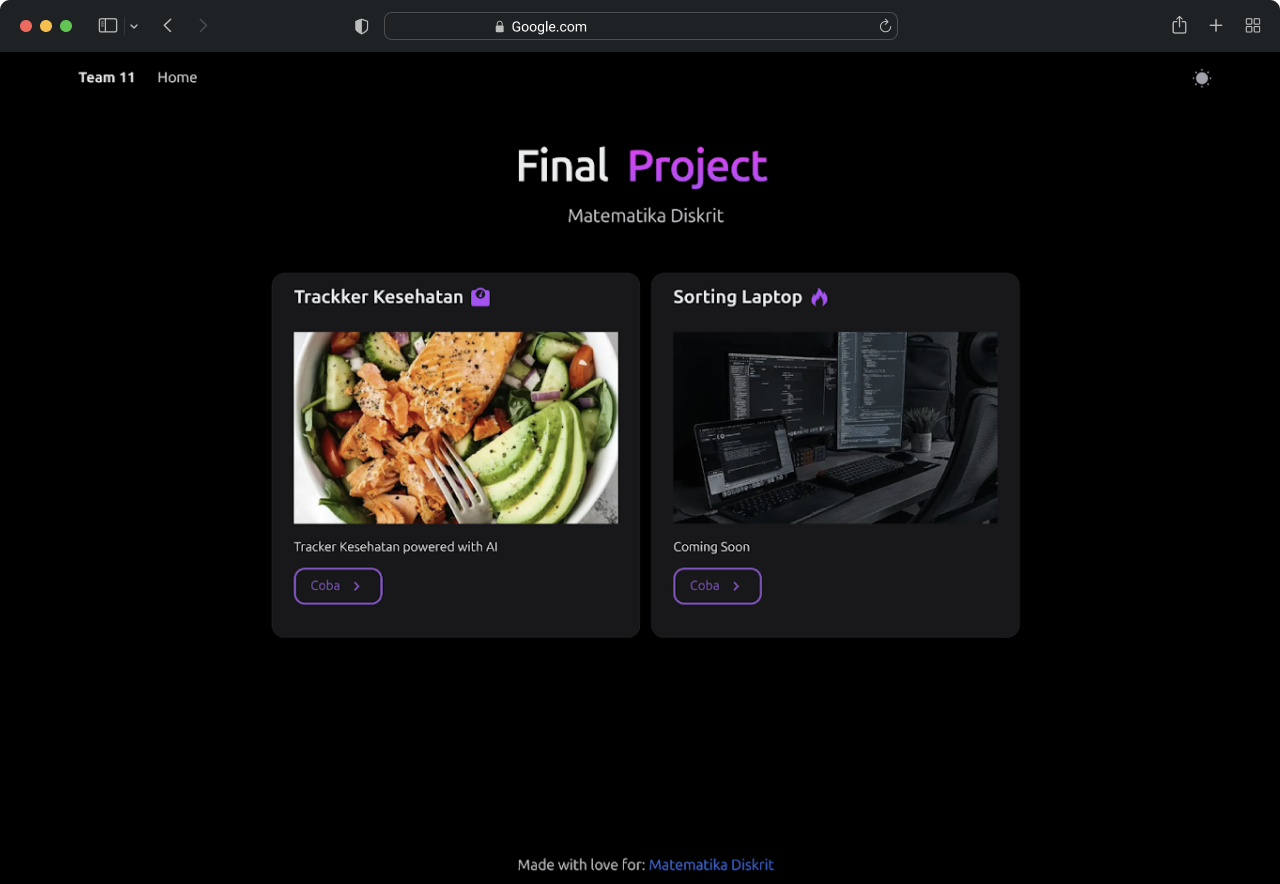 Google.com
Team 11 Home
Final Project
Matematika Diskrit
Trackker Kesehatan
Tracker Kesehatan powered with AI
Coba
Sorting Laptop
Coming Soon
Coba
Made with love for: Matematika Diskrit